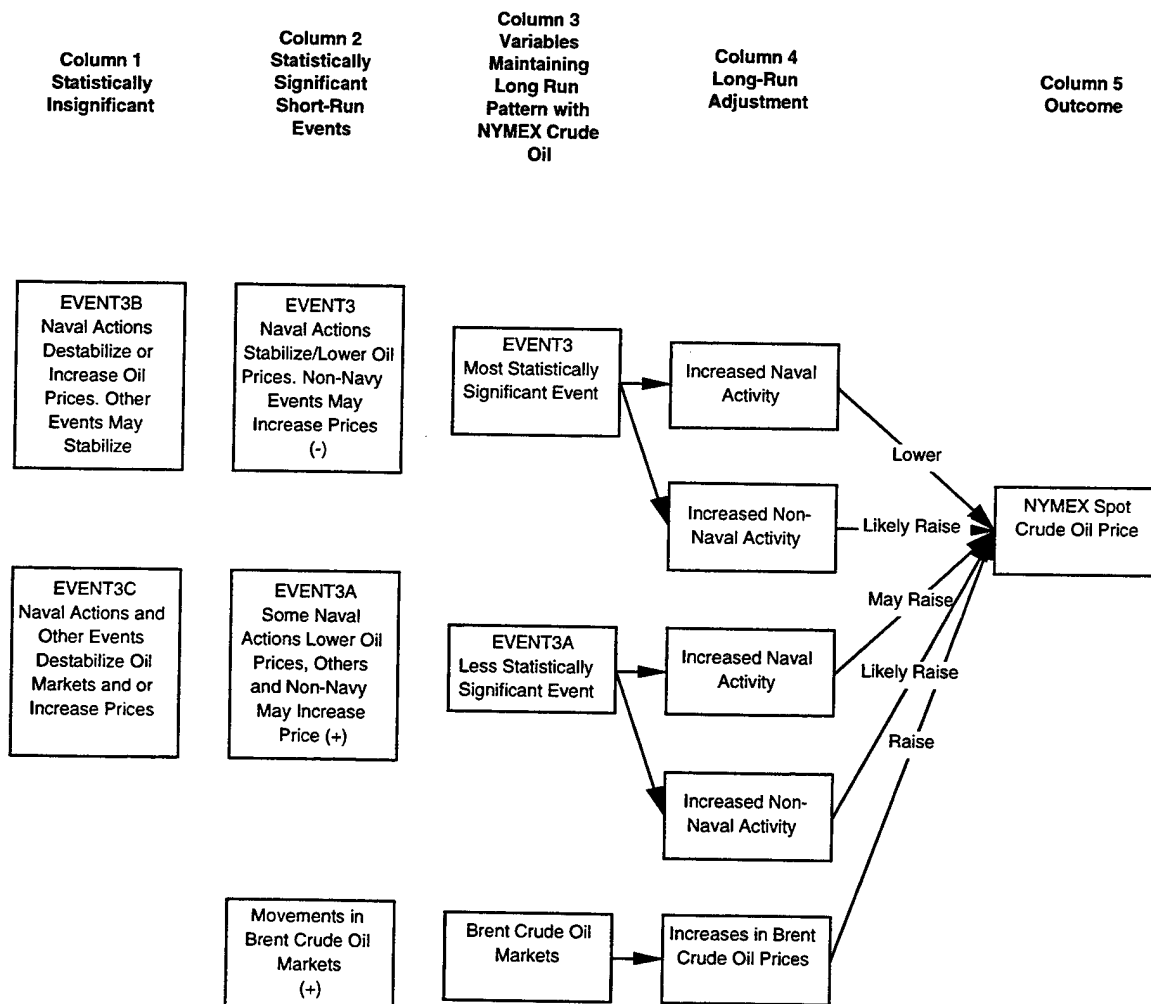 Column 1
Statistically
Insignificant
Column 2
Statistically
Significant
Short-Run
Events
Column 3
Variables
Maintaining
Long Run
Pattern with
NYMEX Crude
Oil
Column 4
Long-Run
Adjustment
Column 5
Outcome
EVENT3B
Naval Actions
Destabilize or
Increase Oil
Prices. Other
Events May
Stabilize
EVENT3
Naval Actions
Stabilize/Lower Oil
Prices. Non-Navy
Events May
Increase Prices
(-)
EVENT3
Most Statistically
Significant Event
Increased Naval
Activity
Lower
Increased Non-
Naval Activity
Likely Raise
NYMEX Spot
Crude Oil Price
EVENT3C
Naval Actions and
Other Events
Destabilize Oil
Markets and or
Increase Prices
EVENT3A
Some Naval
Actions Lower Oil
Prices, Others
and Non-Navy
May Increase
Price (+)
EVENT3A
Less Statistically
Significant Event
Increased Naval
Activity
May Raise
Likely Raise
Raise
Increased Non-
Naval Activity
Movements in
Brent Crude Oil
Markets
(+)
Brent Crude Oil
Markets
Increases in Brent
Crude Oil Prices